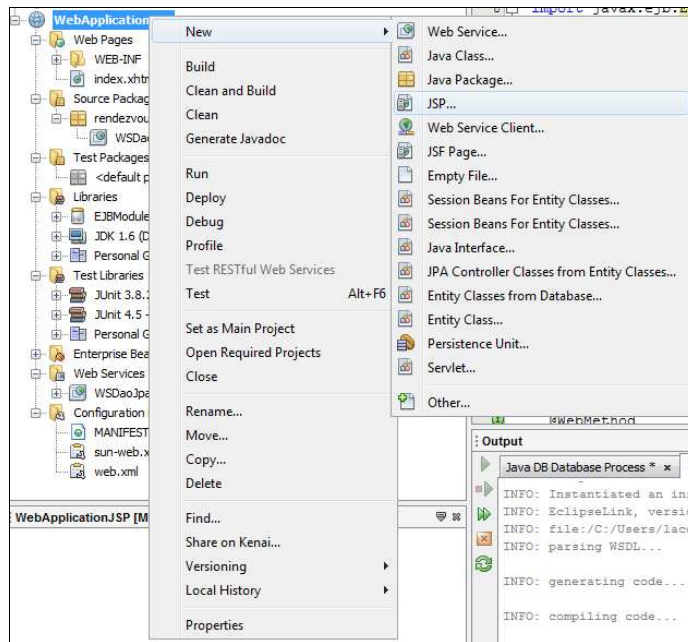 WebApplication
Web Pages
WEB-INF
index.xhtm
Source Packag
rendezvou
WSDa
Test Packages
<default p
Libraries
EJBModule
JDK 1.6 (D
Personal G
Test Libraries
JUnit 3.8.
JUnit 4.5 -
Personal G
Enterprise Bea
Web Services
WSDaoJpa
Configuration
MANIFEST
sun-web.x
web.xml
WebApplicationJSP [M
New
Build
Clean and Build
Clean
Generate Javadoc
Run
Deploy
Debug
Profile
Test RESTful Web Services
Test Alt+F6
Set as Main Project
Open Required Projects
Close
Rename...
Move...
Copy...
Delete
Find...
Share on Kenai...
Versioning
Local History
Properties
import javax.ejb.
Web Service...
Java Class...
Java Package...
JSP...
Web Service Client...
JSF Page...
Empty File...
Session Beans For Entity Classes...
Session Beans For Entity Classes...
Java Interface...
JPA Controller Classes from Entity Classes...
Entity Classes from Database...
Entity Class...
Persistence Unit...
Servlet...
Other...
@WebMethod
Output
Java DB Database Process * x
INFO: Instantiated an in
INFO: EclipseLink, versi
INFO: file:/C:/Users/lac
INFO: parsing WSDL...
INFO: generating code...
INFO: compiling code...